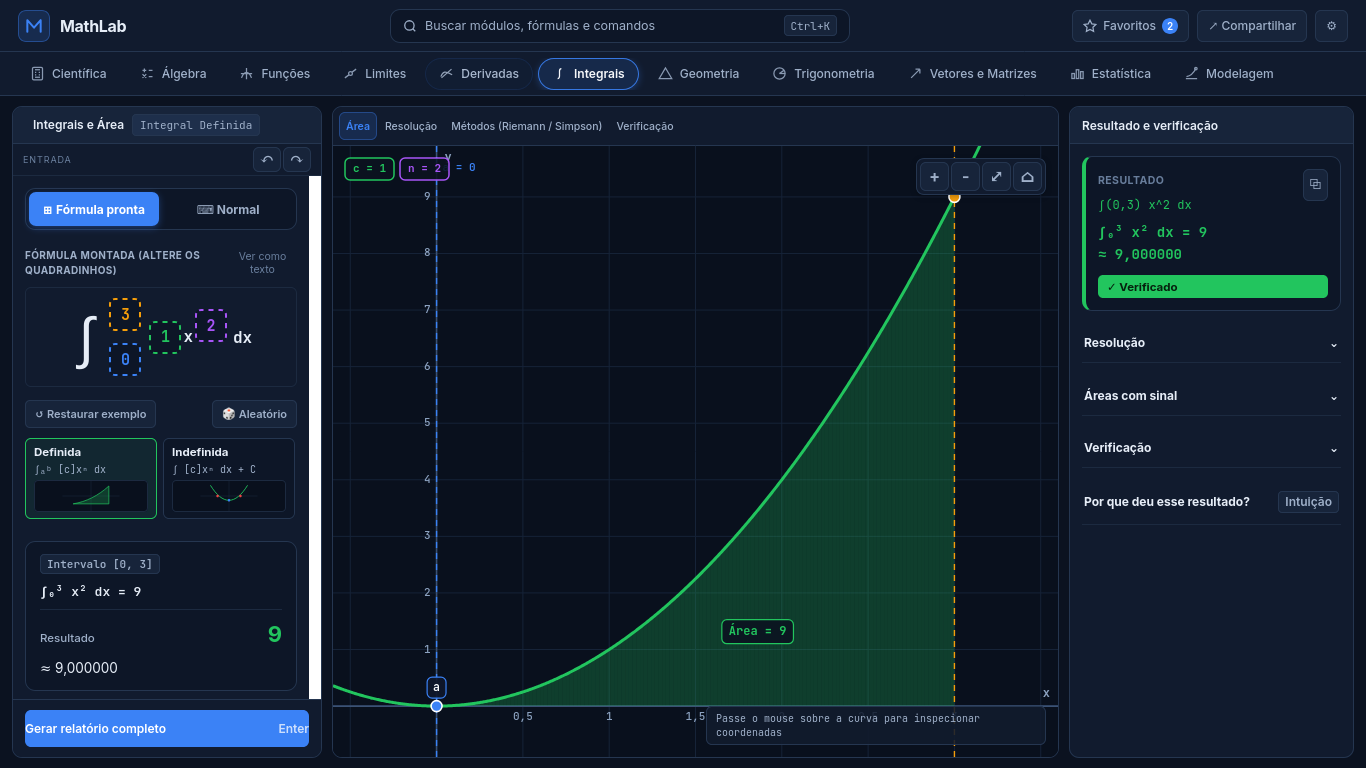 MathLab
Buscar módulos, fórmulas e comandos
Ctrl+K
Favoritos 2
Compartilhar
Científica
Álgebra
Funções
Limites
Derivadas
∫ Integrais
Geometria
Trigonometria
Vetores e Matrizes
Estatística
Modelagem
Integrais e Área
Integral Definida
ENTRADA
Fórmula pronta
Normal
FÓRMULA MONTADA (ALTERE OS QUADRADINHOS)
Ver como texto
∫ 3 0 1 x 2 dx
↺ Restaurar exemplo
🎲 Aleatório
Definida
∫ₐᵇ [c]xⁿ dx
Indefinida
∫ [c]xⁿ dx + C
Intervalo [0, 3]
∫₀³ x² dx = 9
Resultado
9
≈ 9,000000
Gerar relatório completo
Enter
Área
Resolução
Métodos (Riemann / Simpson)
Verificação
c = 1
n = 2
= 0
y
+
-
9
8
7
6
5
4
3
2
1
a
Área = 9
x
0,5
1
1,5
Passe o mouse sobre a curva para inspecionar
coordenadas
Resultado e verificação
RESULTADO
∫(0,3) x^2 dx
∫₀³ x² dx = 9
≈ 9,000000
✓ Verificado
Resolução
Áreas com sinal
Verificação
Por que deu esse resultado?
Intuição